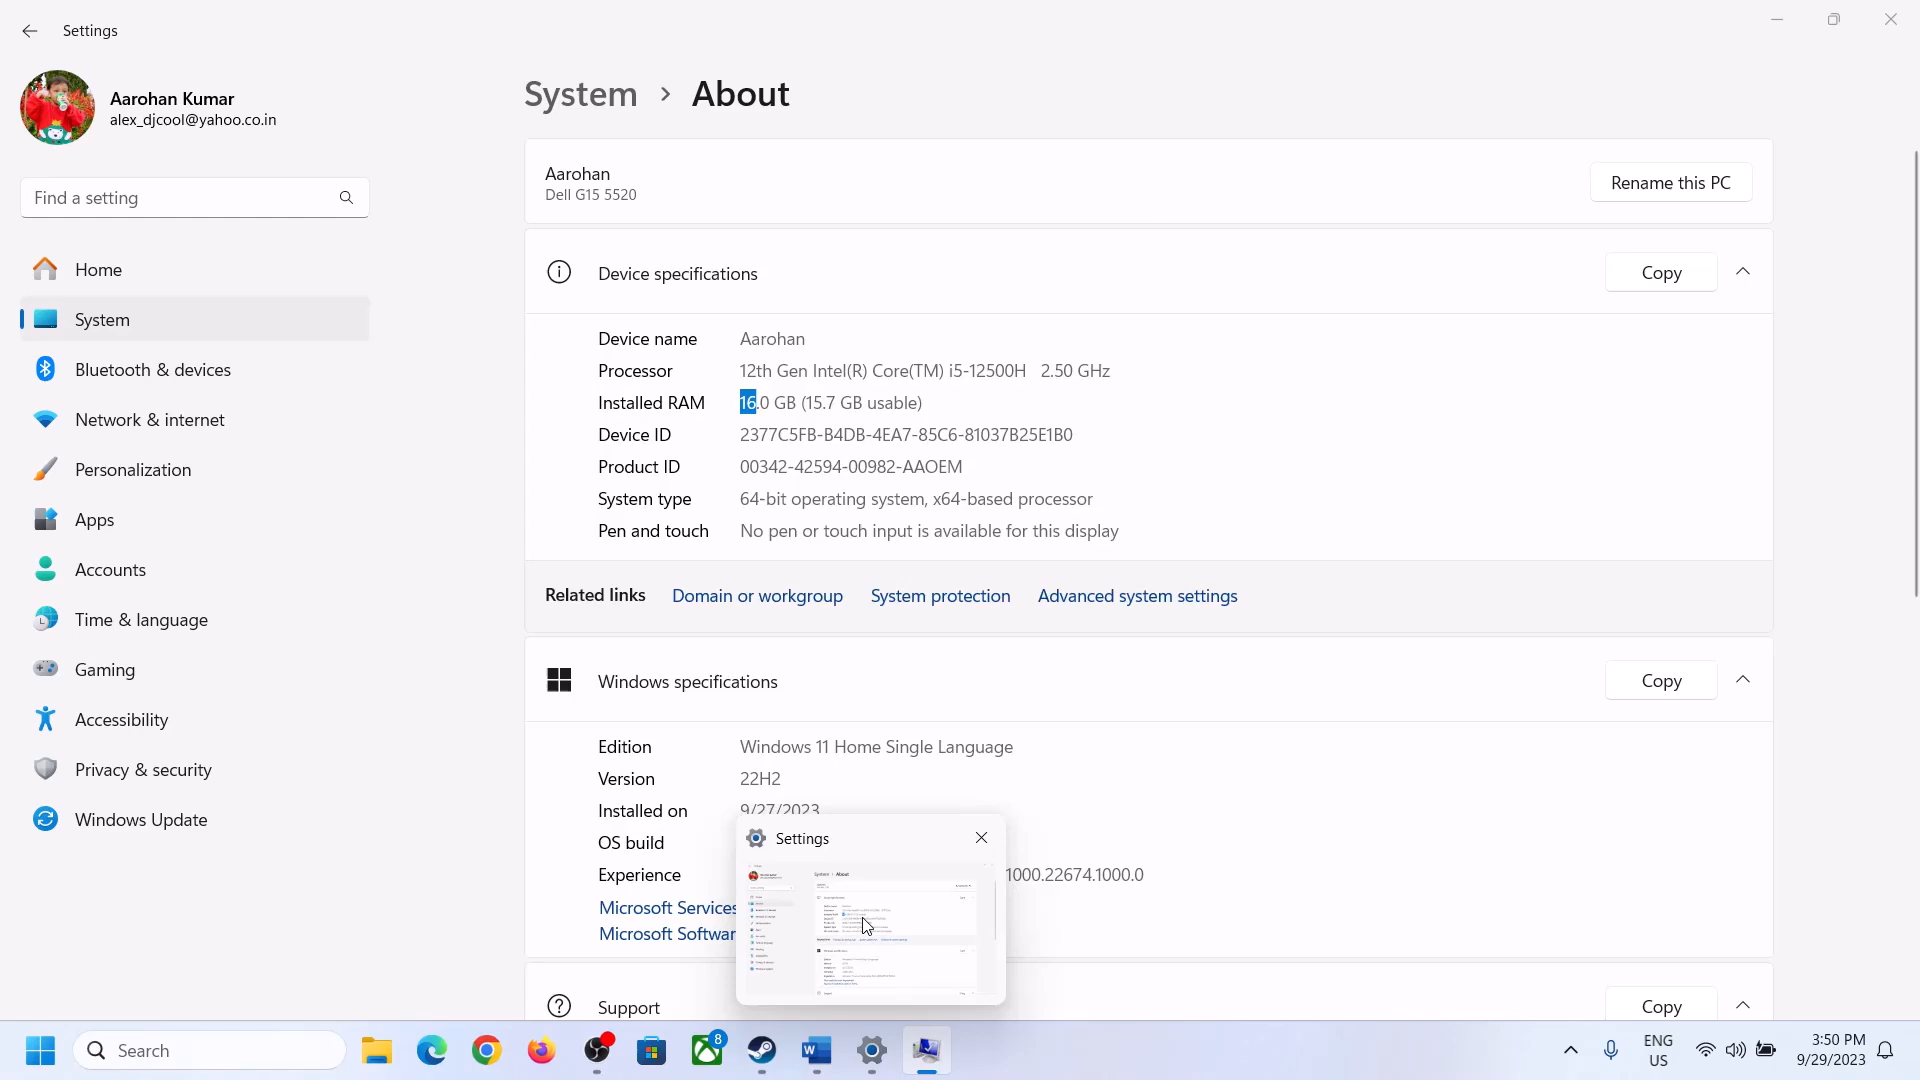 Settings
Aarohan Kumar
alex_djcool@yahoo.co.in
Find a setting
Home
System
Bluetooth & devices
Network & internet
Personalization
Apps
Accounts
Time & language
Gaming
Accessibility
Privacy & security
Windows Update
System > About
Aarohan
Dell G15 5520
Rename this PC
Device specifications
Copy
Device name Aarohan
Processor 12th Gen Intel(R) Core(TM) i5-12500H 2.50 GHz
Installed RAM 16.0 GB (15.7 GB usable)
Device ID 2377C5FB-B4DB-4EA7-85C6-81037B25E1B0
Product ID 00342-42594-00982-AAOEM
System type 64-bit operating system, x64-based processor
Pen and touch No pen or touch input is available for this display
Related links Domain or workgroup System protection Advanced system settings
Windows specifications
Copy
Edition Windows 11 Home Single Language
Version 22H2
Installed on 9/27/2023
OS build
Experience 1000.22674.1000.0
Microsoft Services
Microsoft Softwar
Settings
Support
Copy
Search
8
ENG
US
3:50 PM
9/29/2023